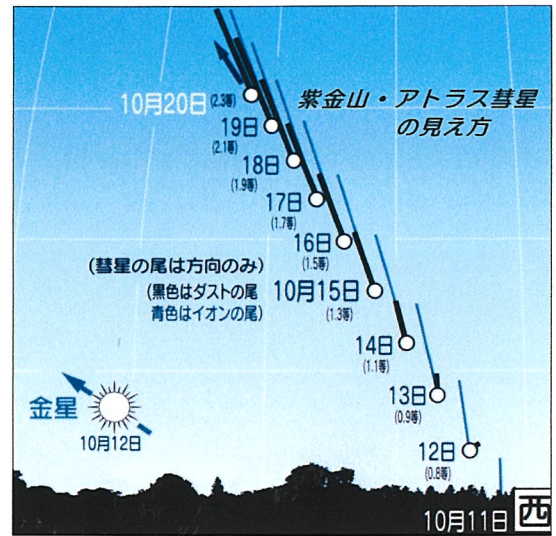 紫金山・アトラス彗星
の見え方
10月20日 (2.3等)
19日
(2.1等)
18日
(1.9等)
17日
(1.7等)
16日
(1.5等)
(彗星の尾は方向のみ)
(黒色はダストの尾
青色はイオンの尾)
10月15日
(1.3等)
14日
(1.1等)
13日
(0.9等)
12日
(0.8等)
金星
10月12日
10月11日
西